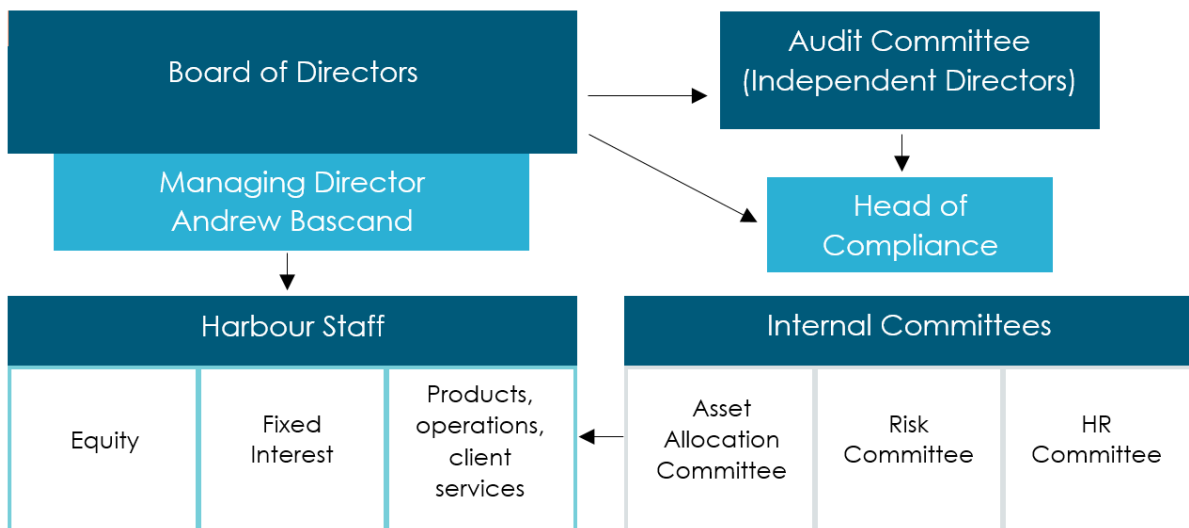 Board of Directors
Managing Director
Andrew Bascand
Audit Committee
(Independent Directors)
Head of
Compliance
Harbour Staff
Equity
Fixed
Interest
Products,
operations,
client
services
Internal Committees
Asset
Allocation
Committee
Risk
Committee
HR
Committee